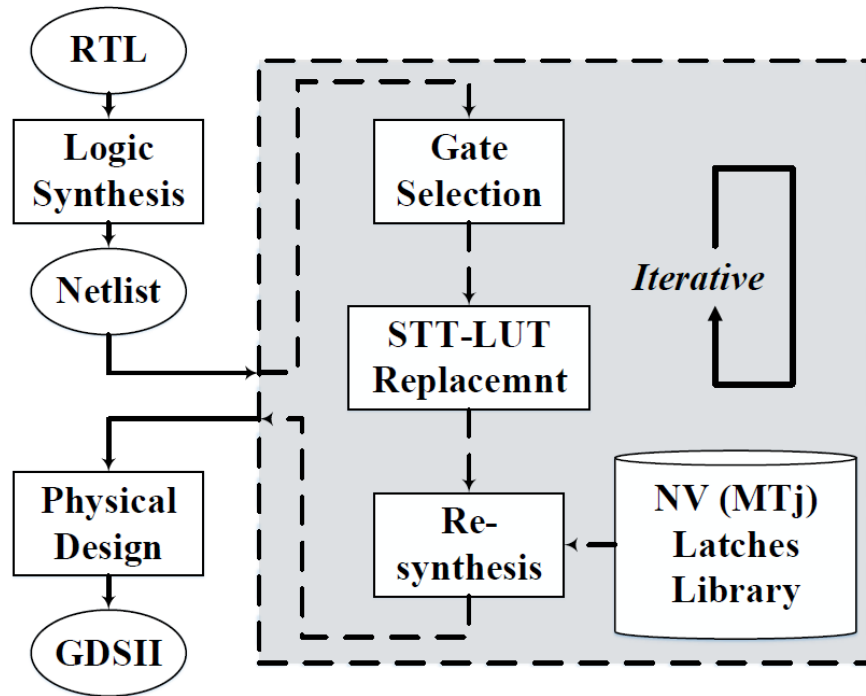 RTL
Logic
Synthesis
Netlist
Physical
Design
GDSII
Gate
Selection
STT-LUT
Replacemnt
Re-
synthesis
Iterative
NV (MTj)
Latches
Library